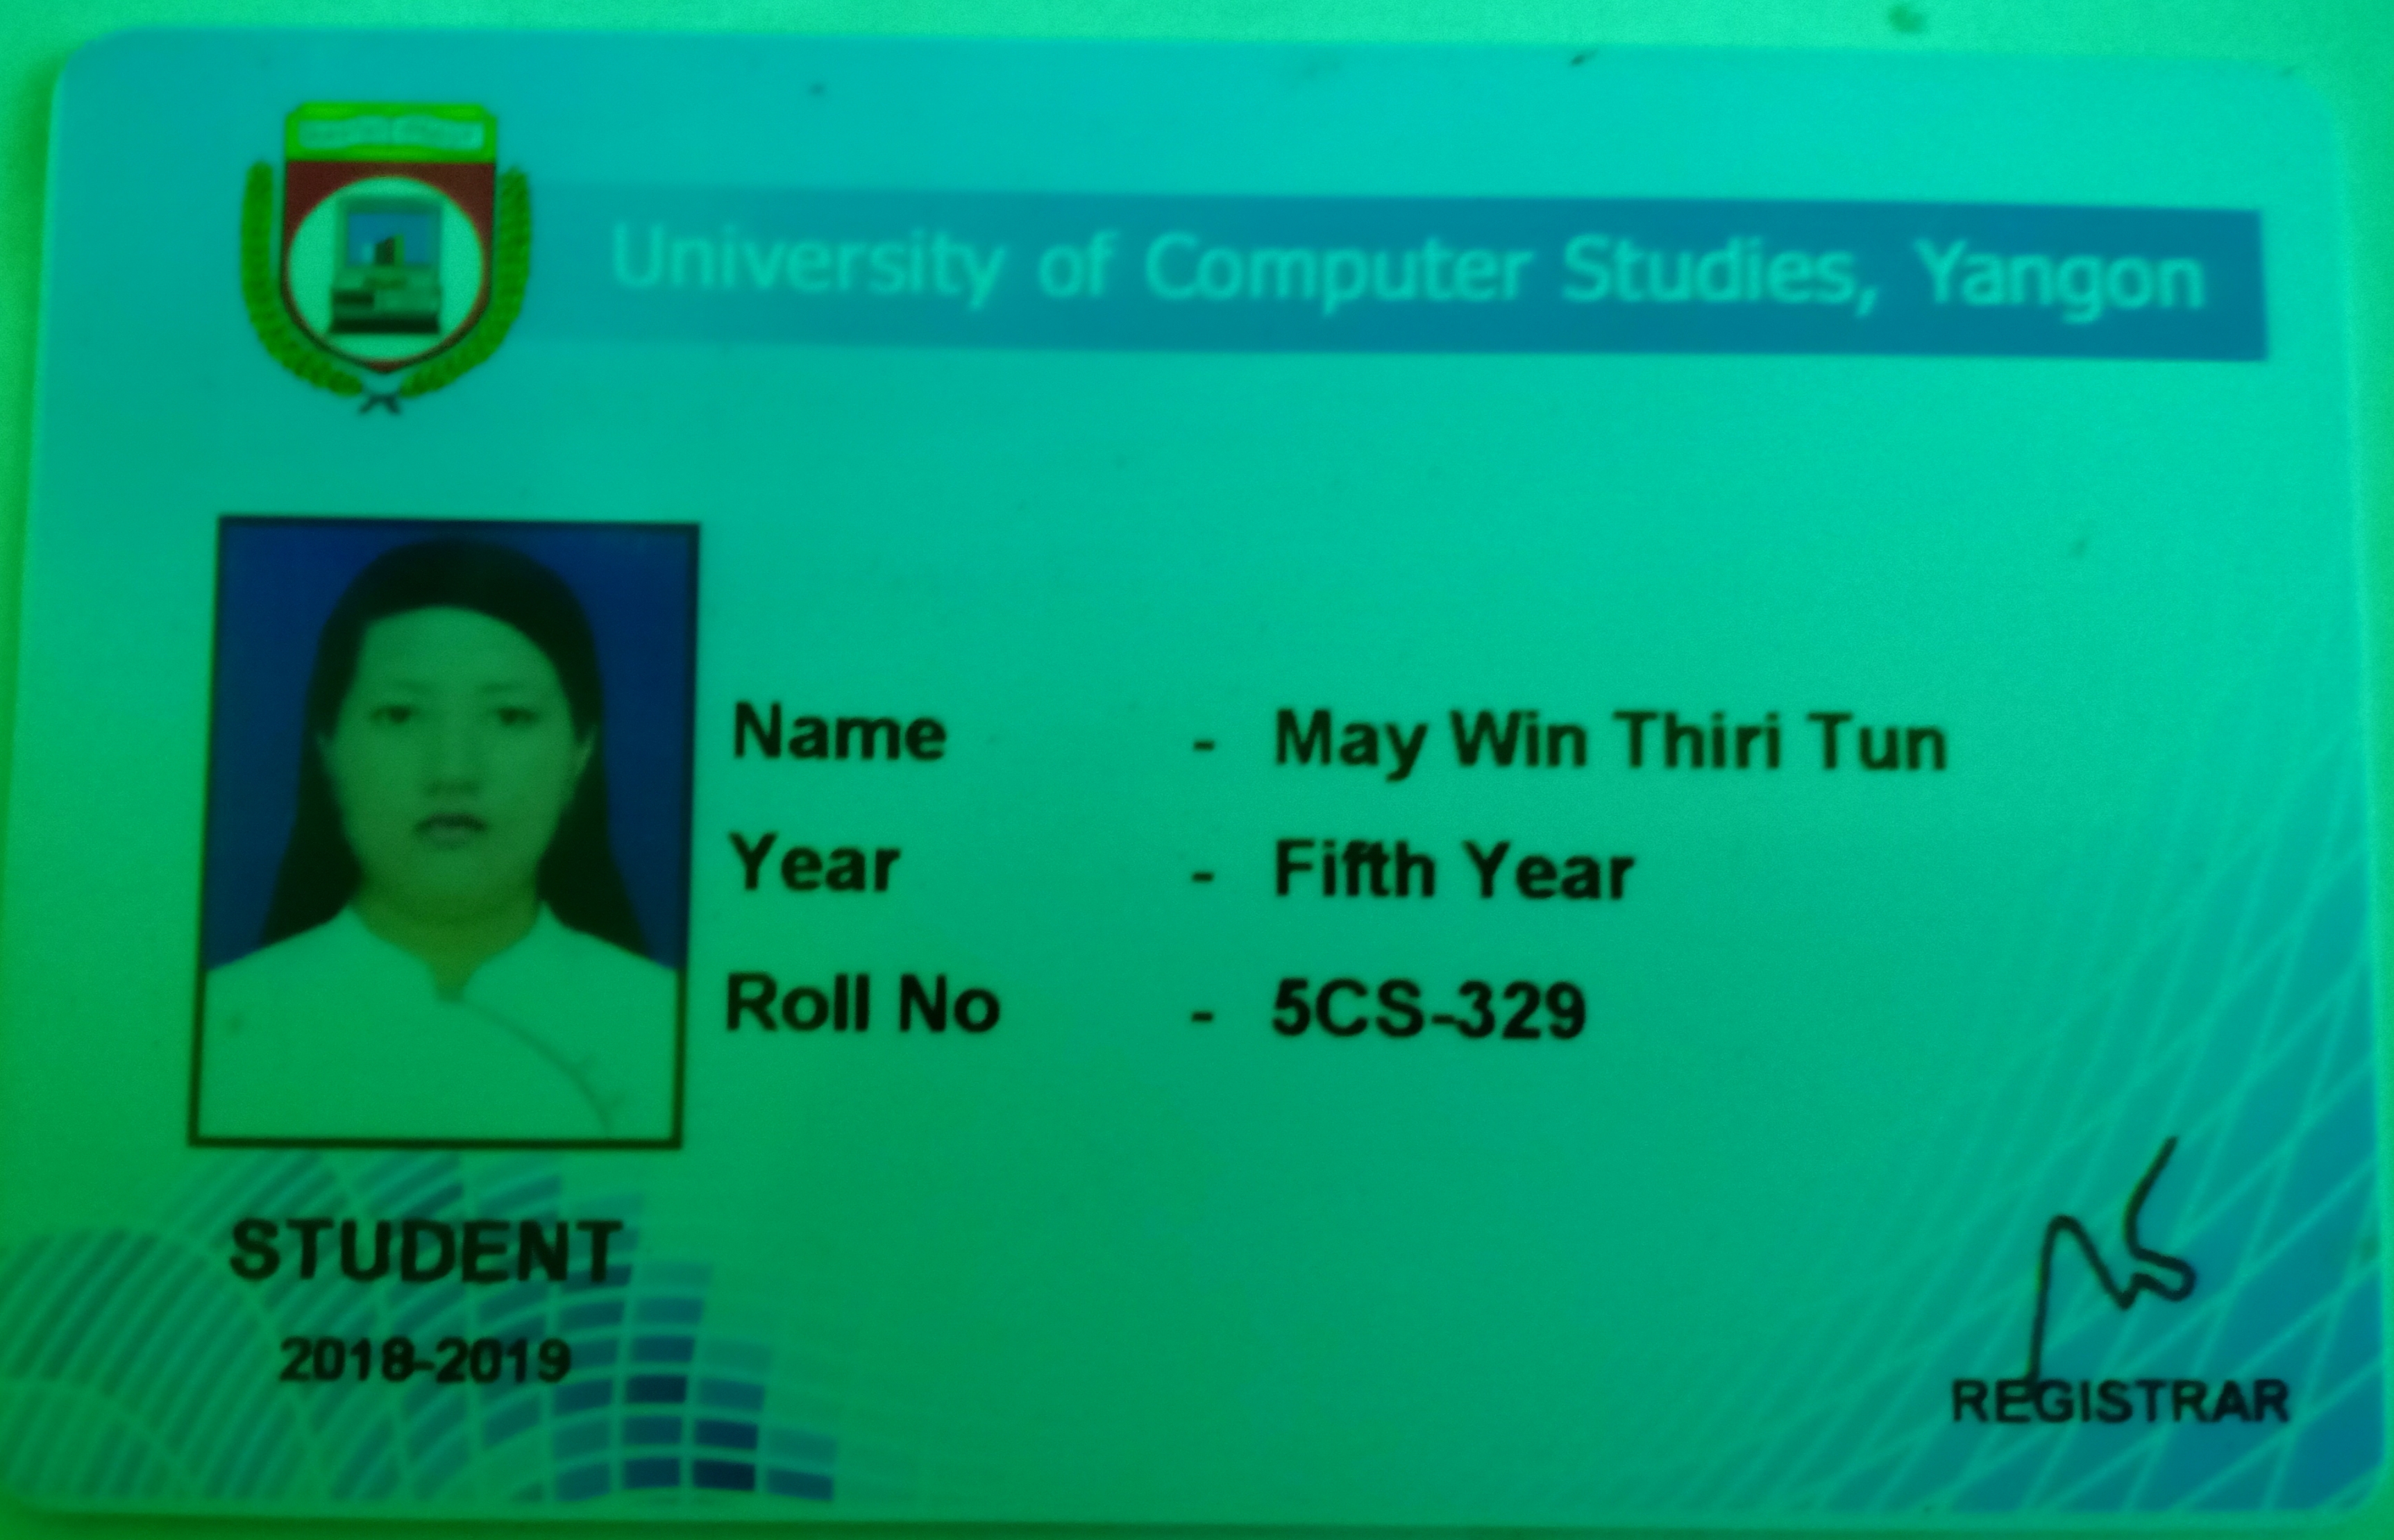 University of Computer Studies, Yangon
Name - May Win Thiri Tun
Year - Fifth Year
Roll No - 5CS-329
STUDENT
2018-2019
REGISTRAR